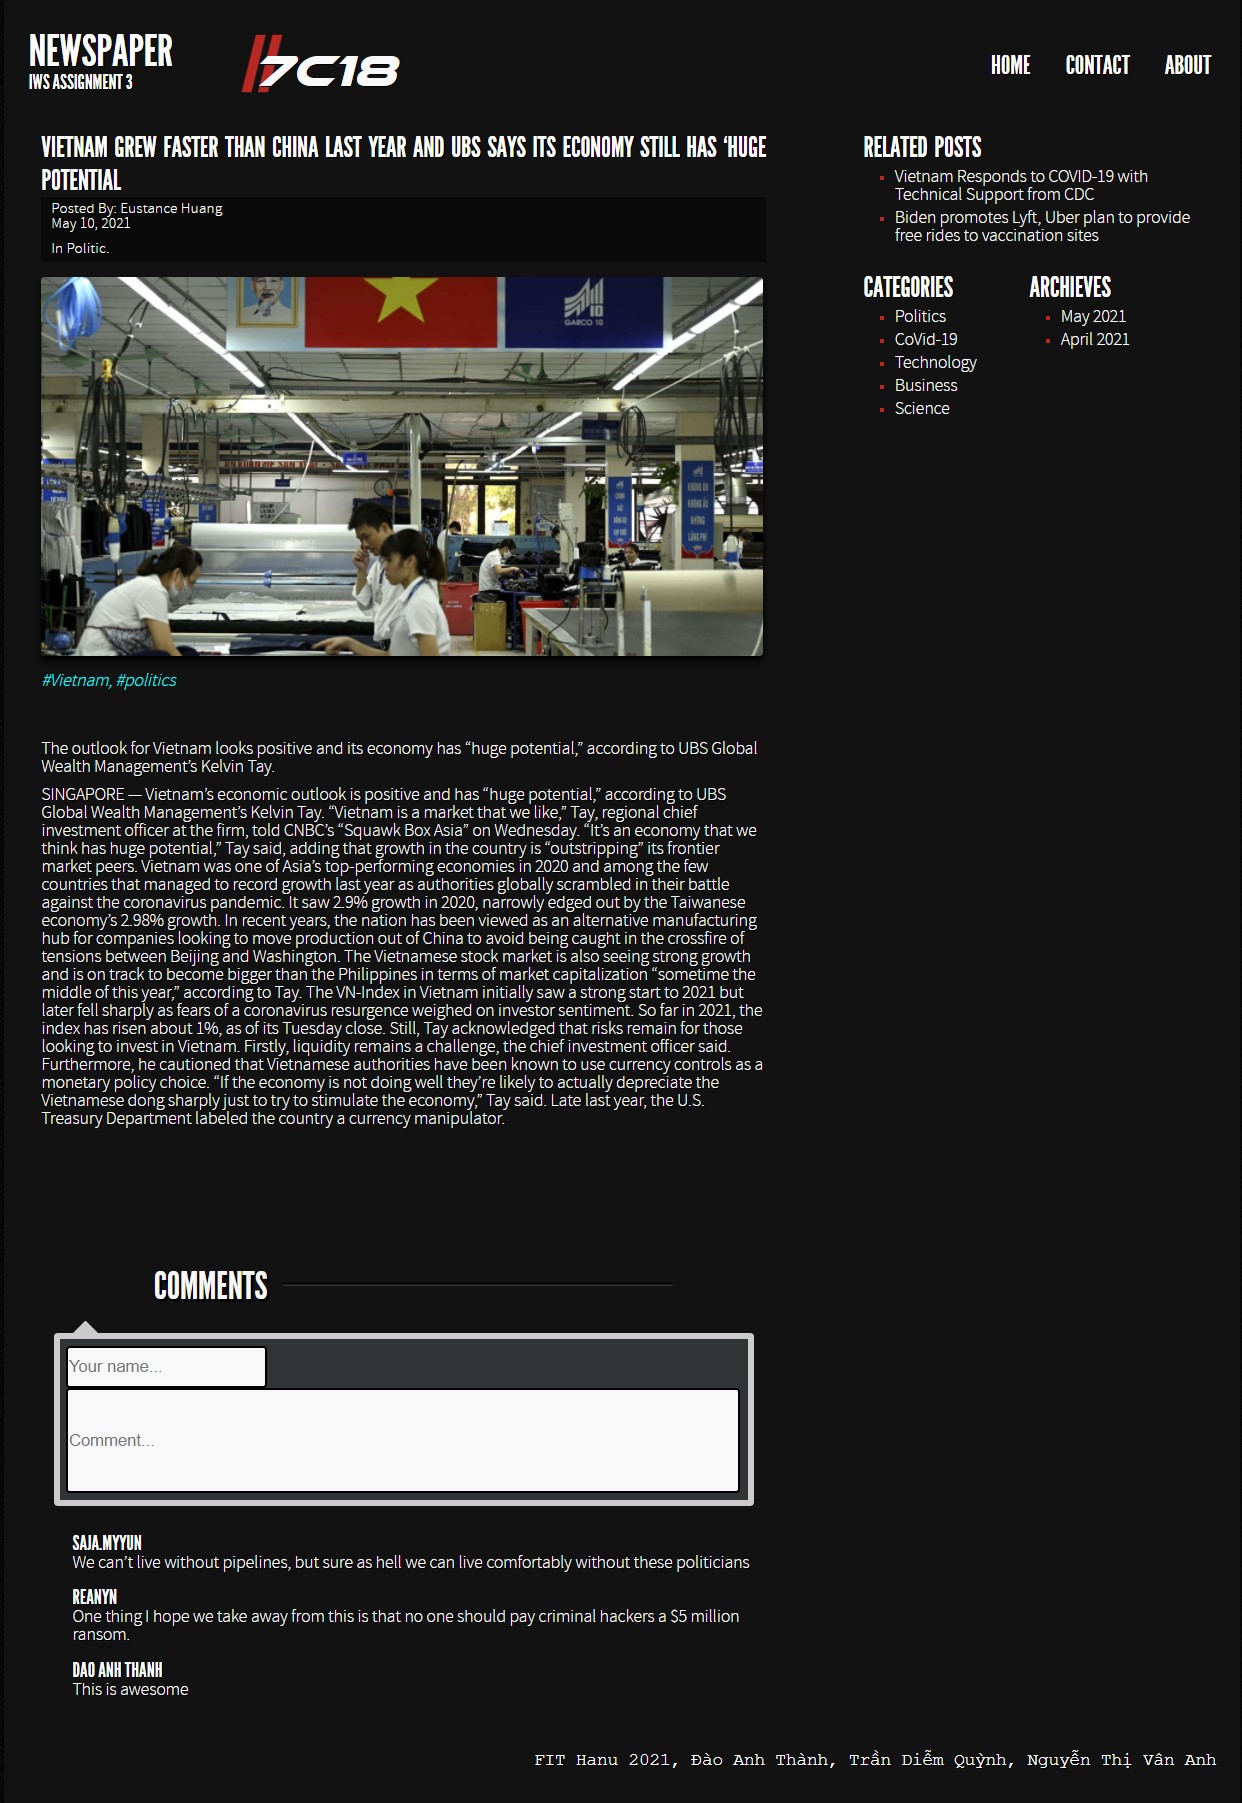 NEWSPAPER
IWS ASSIGNMENT 3
7C18
HOME CONTACT ABOUT
VIETNAM GREW FASTER THAN CHINA LAST YEAR AND UBS SAYS ITS ECONOMY STILL HAS ‘HUGE
POTENTIAL
Posted By: Eustance Huang
May 10, 2021
In Politic.
GARCO 10
#Vietnam, #politics
The outlook for Vietnam looks positive and its economy has “huge potential,” according to UBS Global
Wealth Management’s Kelvin Tay.
SINGAPORE — Vietnam’s economic outlook is positive and has “huge potential,” according to UBS
Global Wealth Management’s Kelvin Tay. “Vietnam is a market that we like,” Tay, regional chief
investment officer at the firm, told CNBC’s “Squawk Box Asia” on Wednesday. “It’s an economy that we
think has huge potential,” Tay said, adding that growth in the country is “outstripping” its frontier
market peers. Vietnam was one of Asia’s top-performing economies in 2020 and among the few
countries that managed to record growth last year as authorities globally scrambled in their battle
against the coronavirus pandemic. It saw 2.9% growth in 2020, narrowly edged out by the Taiwanese
economy’s 2.98% growth. In recent years, the nation has been viewed as an alternative manufacturing
hub for companies looking to move production out of China to avoid being caught in the crossfire of
tensions between Beijing and Washington. The Vietnamese stock market is also seeing strong growth
and is on track to become bigger than the Philippines in terms of market capitalization “sometime the
middle of this year,” according to Tay. The VN-Index in Vietnam initially saw a strong start to 2021 but
later fell sharply as fears of a coronavirus resurgence weighed on investor sentiment. So far in 2021, the
index has risen about 1%, as of its Tuesday close. Still, Tay acknowledged that risks remain for those
looking to invest in Vietnam. Firstly, liquidity remains a challenge, the chief investment officer said.
Furthermore, he cautioned that Vietnamese authorities have been known to use currency controls as a
monetary policy choice. “If the economy is not doing well they’re likely to actually depreciate the
Vietnamese dong sharply just to try to stimulate the economy,” Tay said. Late last year, the U.S.
Treasury Department labeled the country a currency manipulator.
RELATED POSTS
Vietnam Responds to COVID-19 with
Technical Support from CDC
Biden promotes Lyft, Uber plan to provide
free rides to vaccination sites
CATEGORIES
Politics
CoVid-19
Technology
Business
Science
ARCHIEVES
May 2021
April 2021
COMMENTS
Your name...
Comment...
SAJA.MYYUN
We can’t live without pipelines, but sure as hell we can live comfortably without these politicians
REANYN
One thing I hope we take away from this is that no one should pay criminal hackers a $5 million
ransom.
DAO ANH THANH
This is awesome
FIT Hanu 2021, Đào Anh Thành, Trần Diễm Quỳnh, Nguyễn Thị Vân Anh